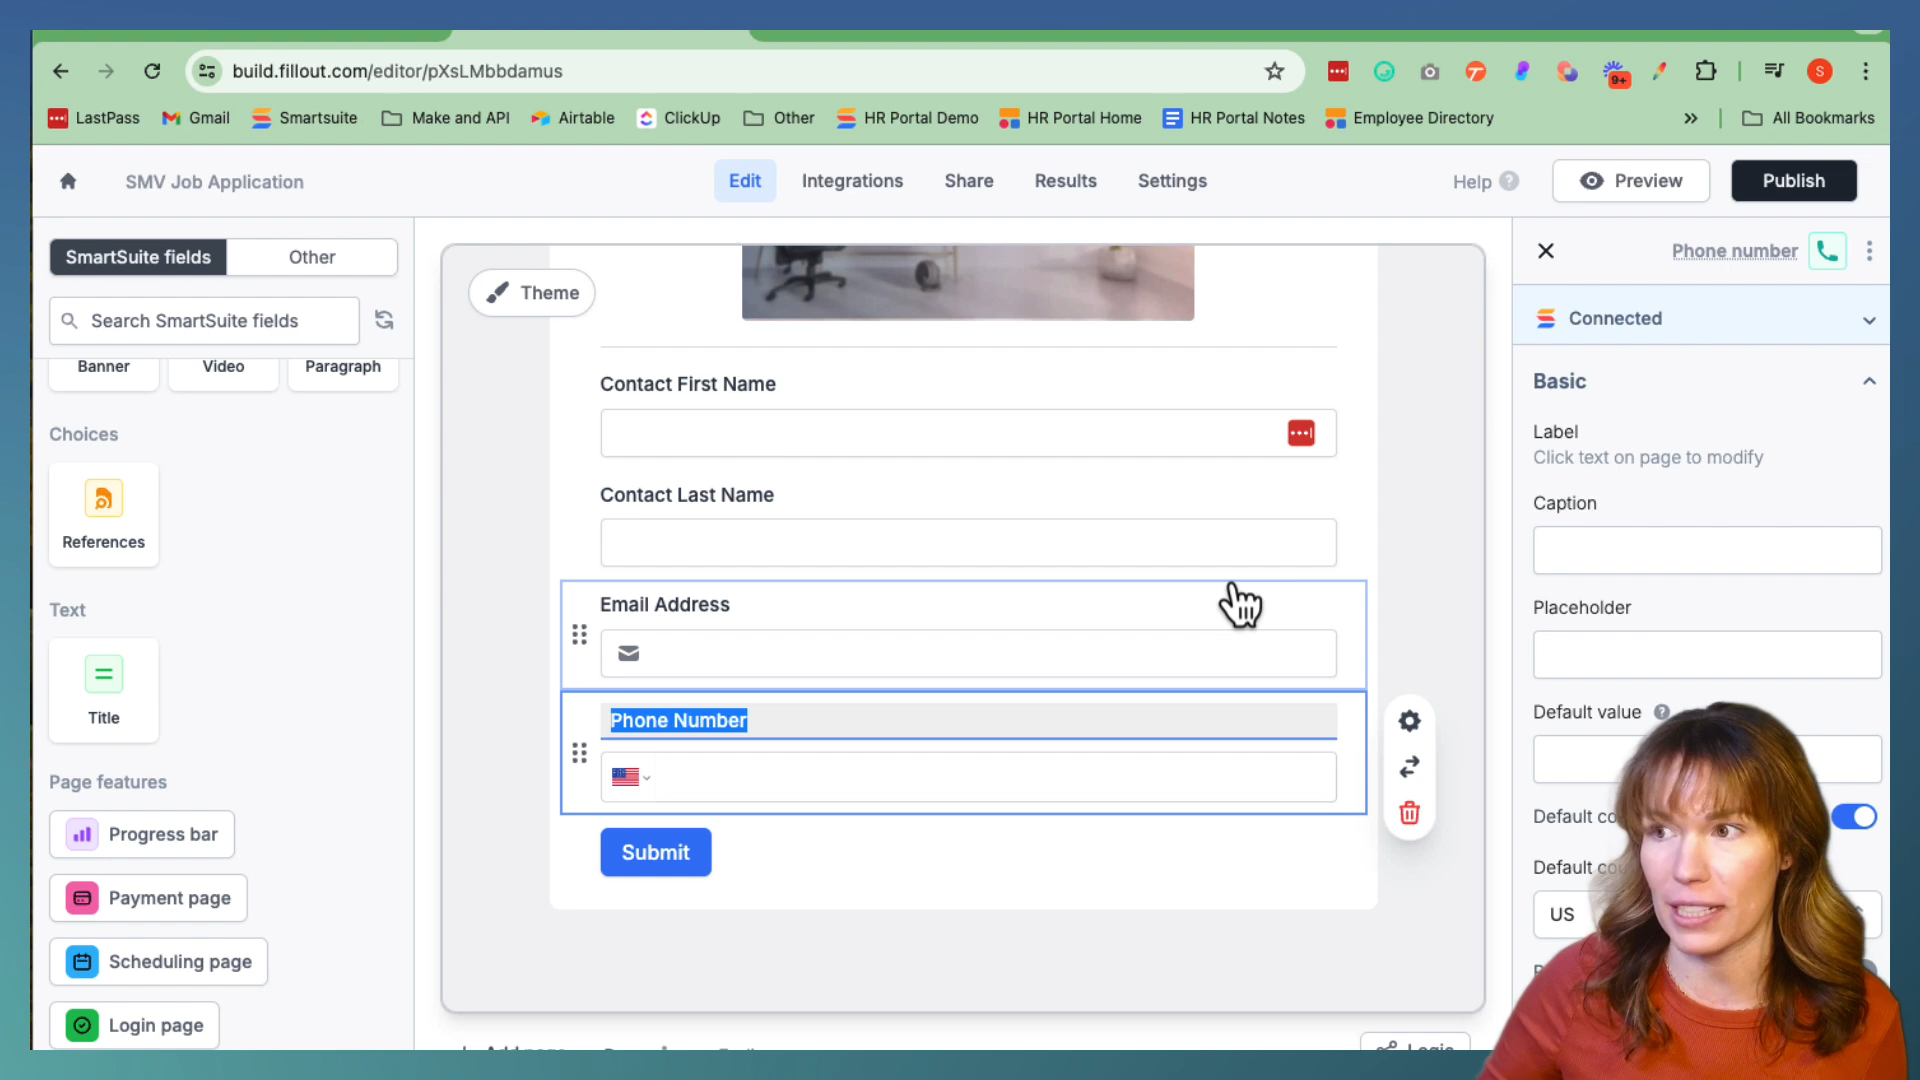 build.fillout.com/editor/pXsLMbbdamus
9+
S
LastPass
Gmail
Smartsuite
Make and API
Airtable
ClickUp
Other
HR Portal Demo
HR Portal Home
HR Portal Notes
Employee Directory
All Bookmarks
SMV Job Application
Edit
Integrations
Share
Results
Settings
Help
Preview
Publish
SmartSuite fields
Other
Search SmartSuite fields
Banner
Video
Paragraph
Choices
References
Text
Title
Page features
Progress bar
Payment page
Scheduling page
Login page
Theme
Contact First Name
Contact Last Name
Email Address
Phone Number
Submit
Phone number
Connected
Basic
Label
Click text on page to modify
Caption
Placeholder
Default value
Default
Default
US